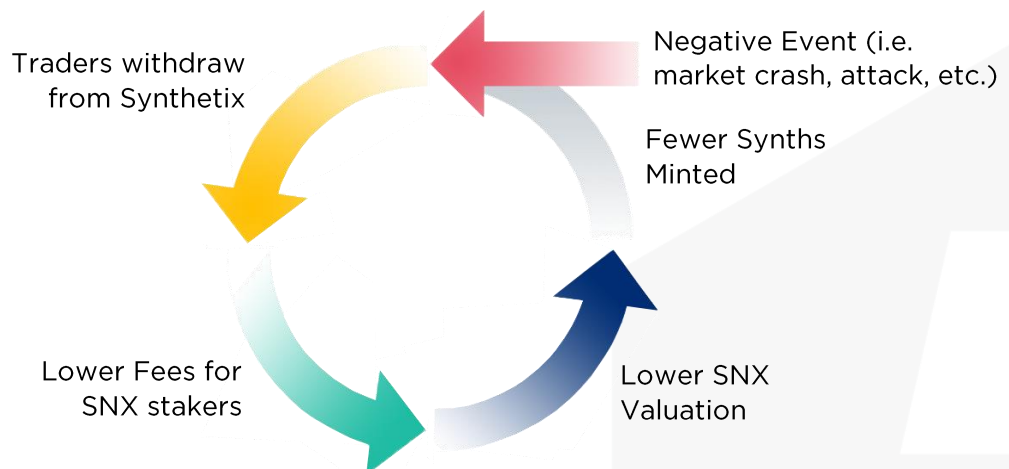 Negative Event (i.e.
market crash, attack, etc.)
Traders withdraw
from Synthetix
Fewer Synths
Minted
Lower Fees for
SNX stakers
Lower SNX
Valuation